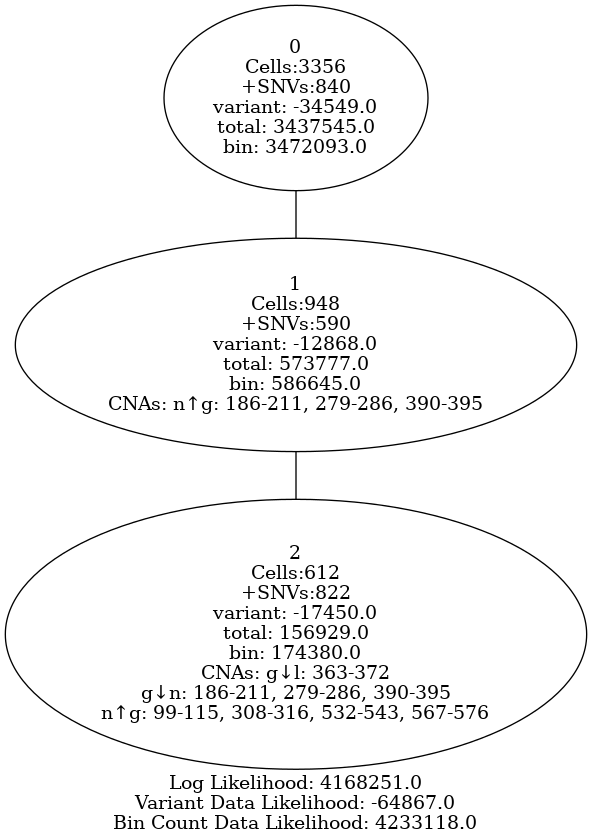 0
Cells:3356
+SNVs:840
variant: -34549.0
total: 3437545.0
bin: 3472093.0
1
Cells:948
+SNVs:590
variant: -12868.0
total: 573777.0
bin: 586645.0
CNAs: n↑g: 186-211, 279-286, 390-395
2
Cells:612
+SNVs:822
variant: -17450.0
total: 156929.0
bin: 174380.0
CNAs: g↓l: 363-372
g↓n: 186-211, 279-286, 390-395
n↑g: 99-115, 308-316, 532-543, 567-576
Log Likelihood: 4168251.0
Variant Data Likelihood: -64867.0
Bin Count Data Likelihood: 4233118.0